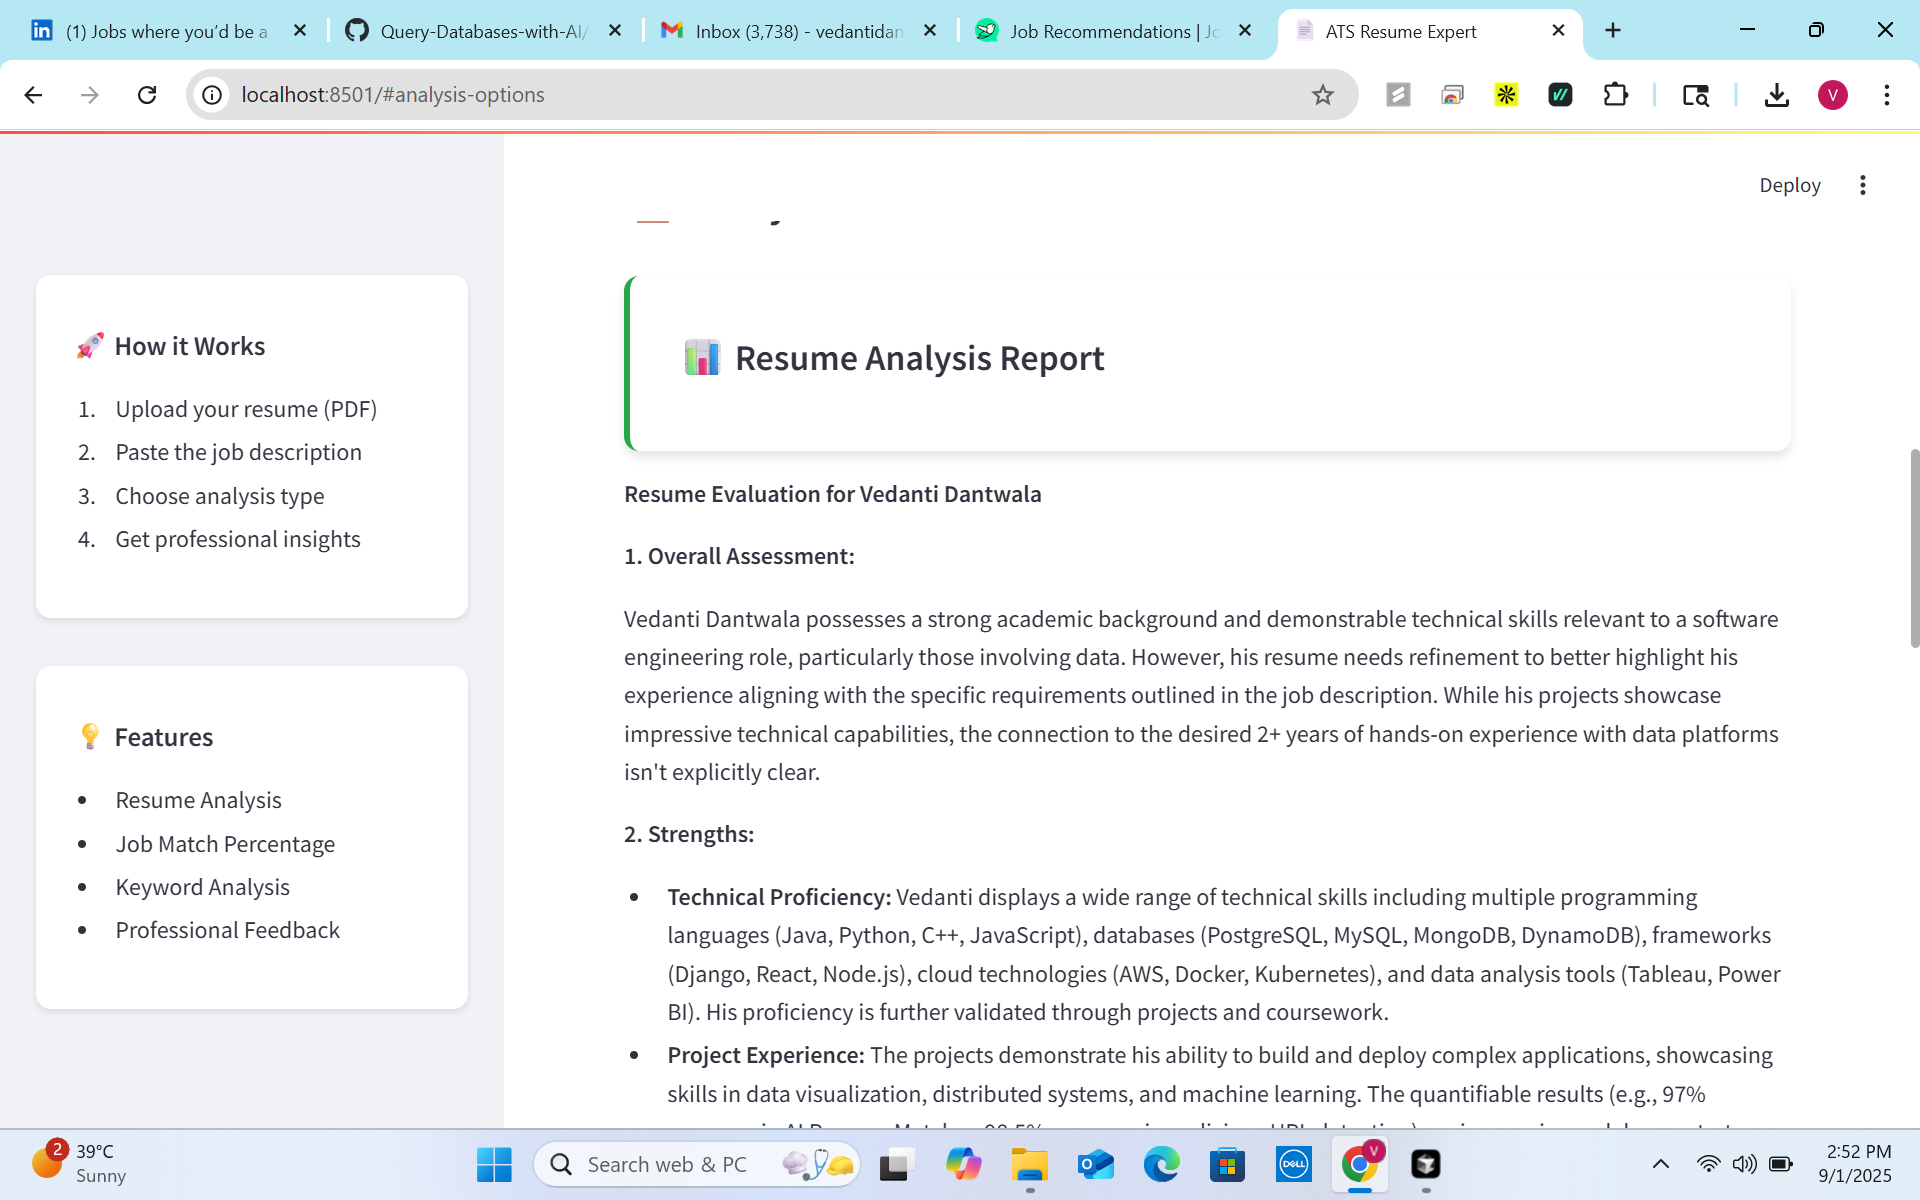 (1) Jobs where you'd be a
Query-Databases-with-AI/
Inbox (3,738) - vedantidan
Job Recommendations | Jo
ATS Resume Expert
localhost:8501/#analysis-options
V
Deploy
🚀 How it Works
1. Upload your resume (PDF)
2. Paste the job description
3. Choose analysis type
4. Get professional insights
💡 Features
• Resume Analysis
• Job Match Percentage
• Keyword Analysis
• Professional Feedback
📊 Resume Analysis Report
Resume Evaluation for Vedanti Dantwala
1. Overall Assessment:
Vedanti Dantwala possesses a strong academic background and demonstrable technical skills relevant to a software
engineering role, particularly those involving data. However, his resume needs refinement to better highlight his
experience aligning with the specific requirements outlined in the job description. While his projects showcase
impressive technical capabilities, the connection to the desired 2+ years of hands-on experience with data platforms
isn't explicitly clear.
2. Strengths:
• Technical Proficiency: Vedanti displays a wide range of technical skills including multiple programming
languages (Java, Python, C++, JavaScript), databases (PostgreSQL, MySQL, MongoDB, DynamoDB), frameworks
(Django, React, Node.js), cloud technologies (AWS, Docker, Kubernetes), and data analysis tools (Tableau, Power
BI). His proficiency is further validated through projects and coursework.
• Project Experience: The projects demonstrate his ability to build and deploy complex applications, showcasing
skills in data visualization, distributed systems, and machine learning. The quantifiable results (e.g., 97%
2
39°C
Sunny
Search web & PC
DELL
V
2:52 PM
9/1/2025